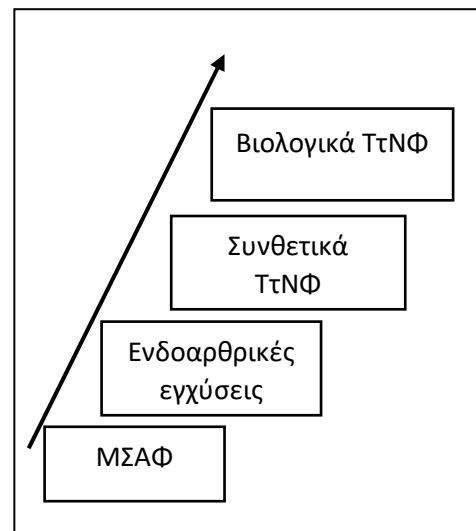 Βιολογικά ΤτΝΦ
Συνθετικά
ΤτΝΦ
Ενδοαρθρικές
εγχύσεις
ΜΣΑΦ